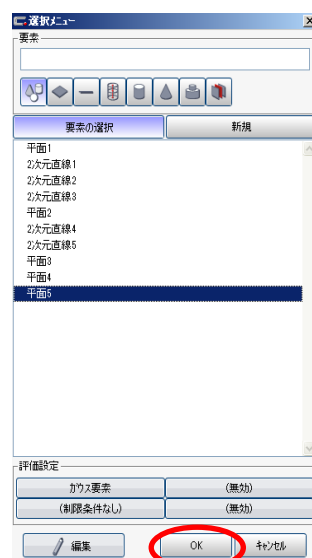 選択メニュー
要素
要素の選択 新規
平面1
2次元直線1
2次元直線2
2次元直線3
平面2
2次元直線4
2次元直線5
平面3
平面4
平面5
評価設定
ガウス要素 (無効)
(制限条件なし) (無効)
編集 OK キャンセル